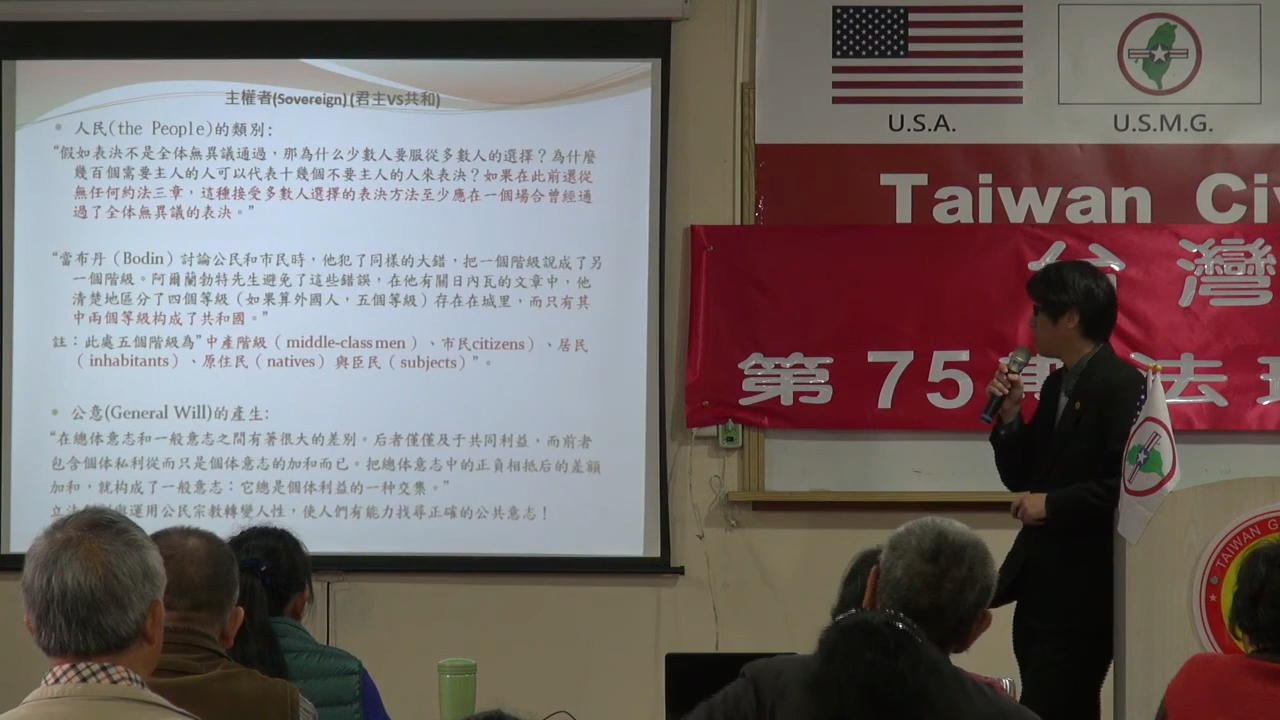 主權者(Sovereign) (君主VS共和)
• 人民(the People)的類別:
“假如表決不是全体無異議通過，那為什么少數人要服從多數人的選擇？為什麼
幾百個需要主人的人可以代表十幾個不要主人的人來表決？如果在此前還從
無任何約法三章，這種接受多數人選擇的表決方法至少應在一個場合曾經通
過了全体無異議的表決。”
“當布丹（Bodin）討論公民和市民時，他犯了同樣的大錯，把一個階級說成了另
一個階級。阿爾蘭勃特先生避免了這些錯誤，在他有關日內瓦的文章中，他
清楚地區分了四個等級（如果算外國人，五個等級）存在在城里，而只有其
中兩個等級構成了共和國。”
註：此處五個階級為”中產階級（middle-class men）、市民citizens）、居民
（inhabitants）、原住民（natives）與臣民（subjects）”。
• 公意(General Will)的產生:
“在總体意志和一般意志之間有著很大的差別。后者僅僅及于共同利益，而前者
包含個体私利從而只是個体意志的加和而已。把總体意志中的正負相抵后的差額
加和，就构成了一般意志：它總是個体利益的一种交集。”
運用公民宗教轉變人性，使人們有能力找尋正確的公共意志！
U.S.A.
U.S.M.G.
Taiwan Ci
台灣
第75期法理
TAIWAN G